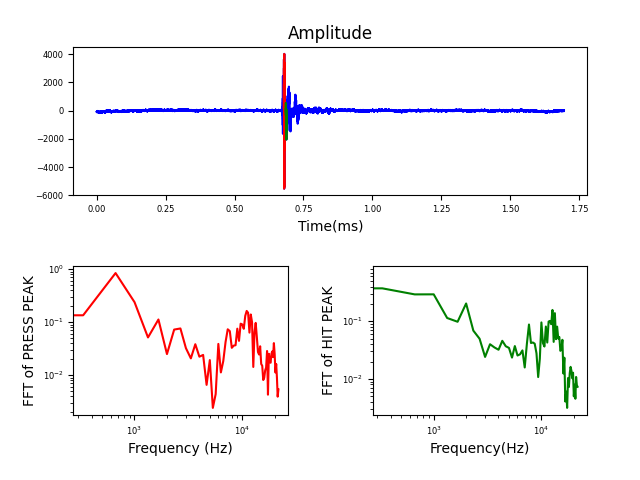 Amplitude
4000
2000
0
−2000
−4000
−6000
0.00 0.25 0.50 0.75 1.00 1.25 1.50 1.75
Time(ms)
FFT of PRESS PEAK
10⁰
10⁻¹
10⁻²
10³ 10⁴
Frequency (Hz)
FFT of HIT PEAK
10⁻¹
10⁻²
10³ 10⁴
Frequency(Hz)